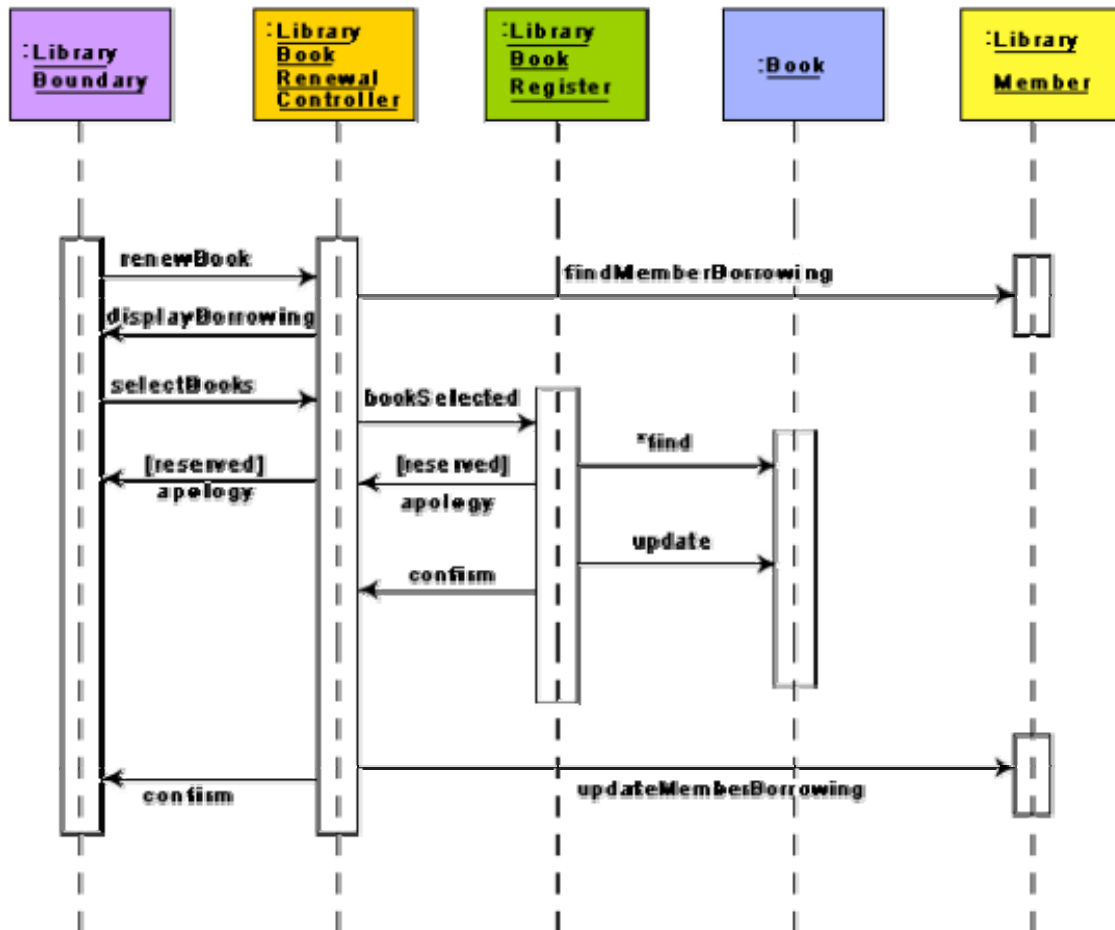 :Library
Boundary
:Library
Book
Renewal
Controller
:Library
Book
Register
:Book
:Library
Member
renewBook
findMemberBorrowing
displayBorrowing
selectBooks
bookSelected
*find
[reserved]
apology
[reserved]
apology
update
confirm
updateMemberBorrowing
confirm